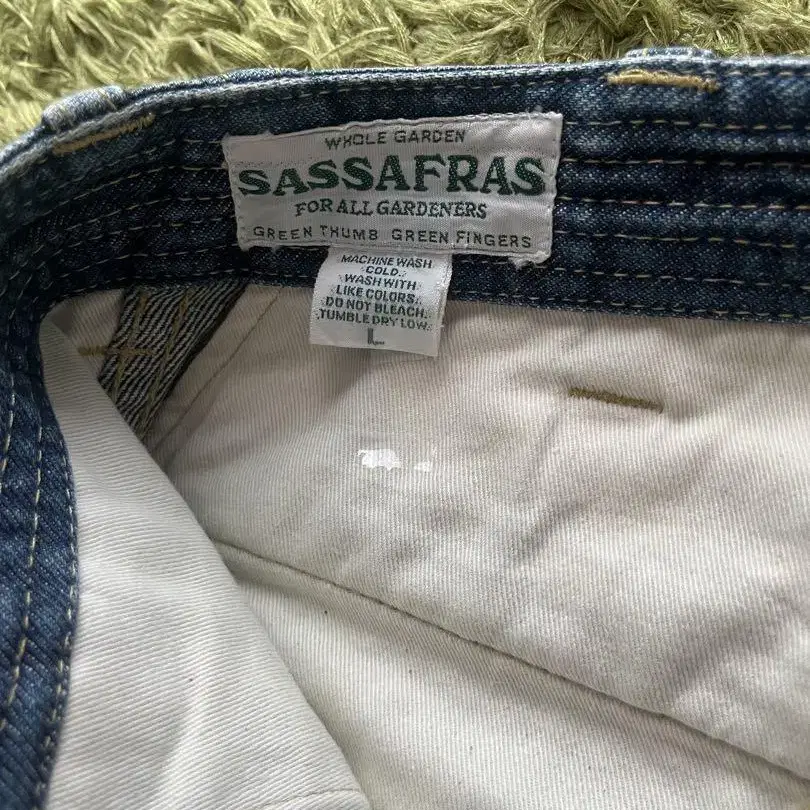 WHOLE GARDEN
SASSAFRAS
FOR ALL GARDENERS
GREEN THUMB GREEN FINGERS
MACHINE WASH
COLD.
WASH WITH
LIKE COLORS.
DO NOT BLEACH.
TUMBLE DRY LOW.
L